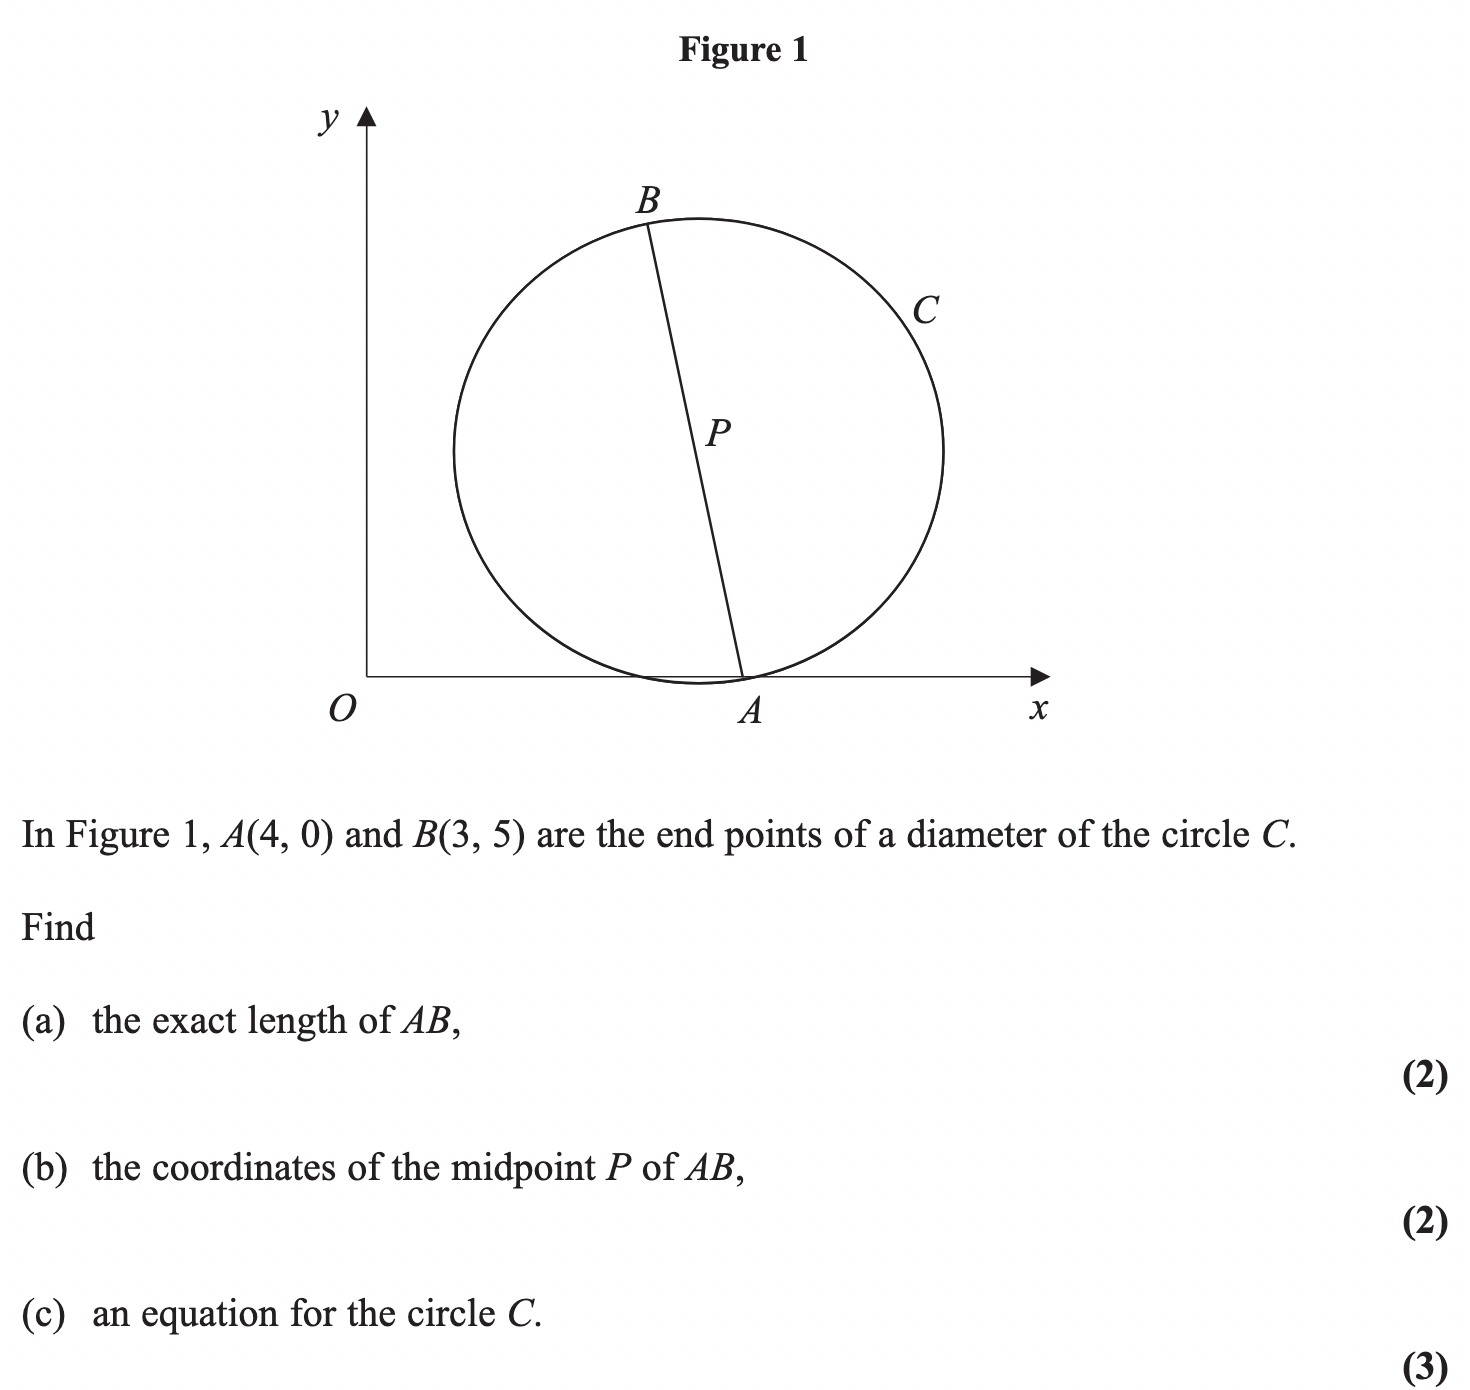 Figure 1
y
B
C
P
O
A
x
In Figure 1, A(4, 0) and B(3, 5) are the end points of a diameter of the circle C.
Find
(a) the exact length of AB,
(2)
(b) the coordinates of the midpoint P of AB,
(2)
(c) an equation for the circle C.
(3)